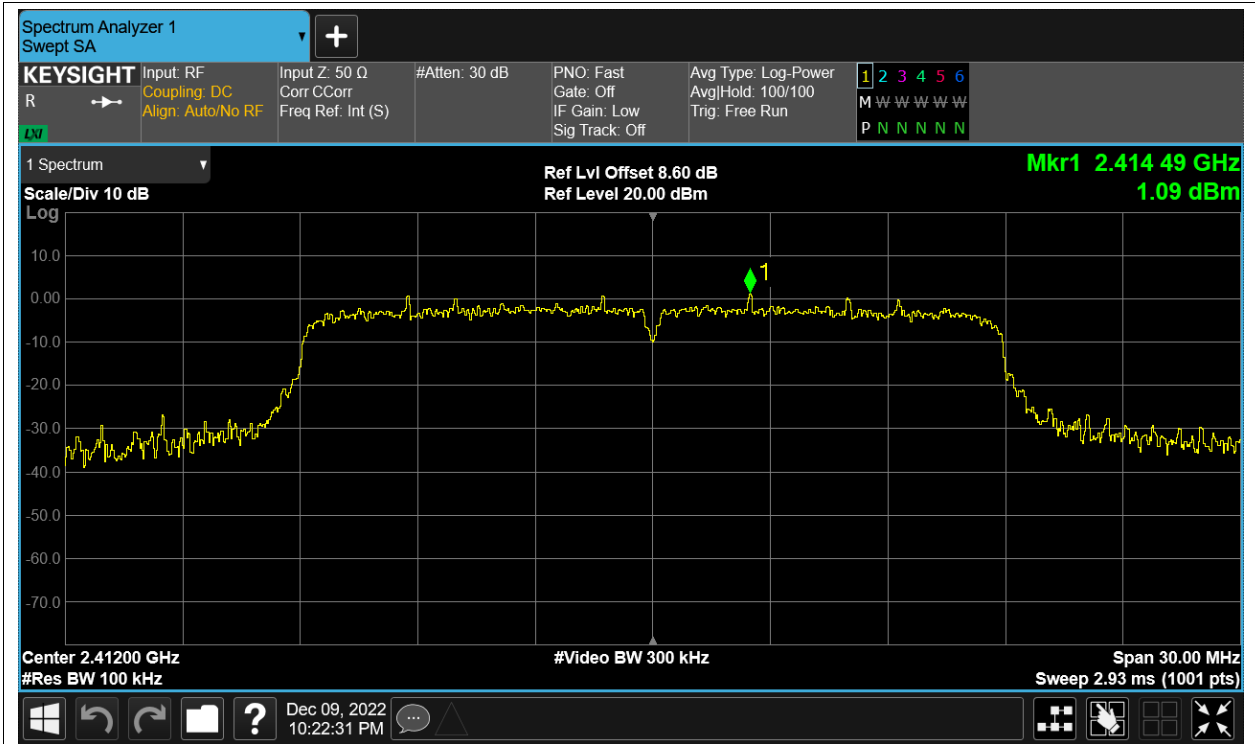 Spectrum Analyzer 1
Swept SA
KEYSIGHT
R
LXI
Input: RF
Coupling: DC
Align: Auto/No RF
Input Z: 50 Ω
Corr CCorr
Freq Ref: Int (S)
#Atten: 30 dB
PNO: Fast
Gate: Off
IF Gain: Low
Sig Track: Off
Avg Type: Log-Power
Avg|Hold: 100/100
Trig: Free Run
1 2 3 4 5 6
M W W W W W
P N N N N N
1 Spectrum
Scale/Div 10 dB
Log
Ref Lvl Offset 8.60 dB
Ref Level 20.00 dBm
Mkr1 2.414 49 GHz
1.09 dBm
10.0
1
0.00
-10.0
-20.0
-30.0
-40.0
-50.0
-60.0
-70.0
Center 2.41200 GHz
#Res BW 100 kHz
#Video BW 300 kHz
Span 30.00 MHz
Sweep 2.93 ms (1001 pts)
?
Dec 09, 2022
10:22:31 PM